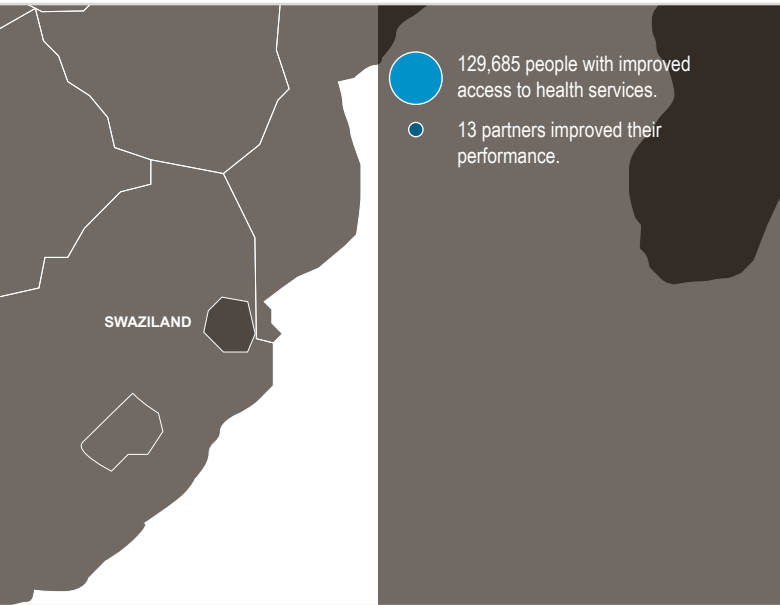 129,685 people with improved
access to health services.
13 partners improved their
performance.
SWAZILAND